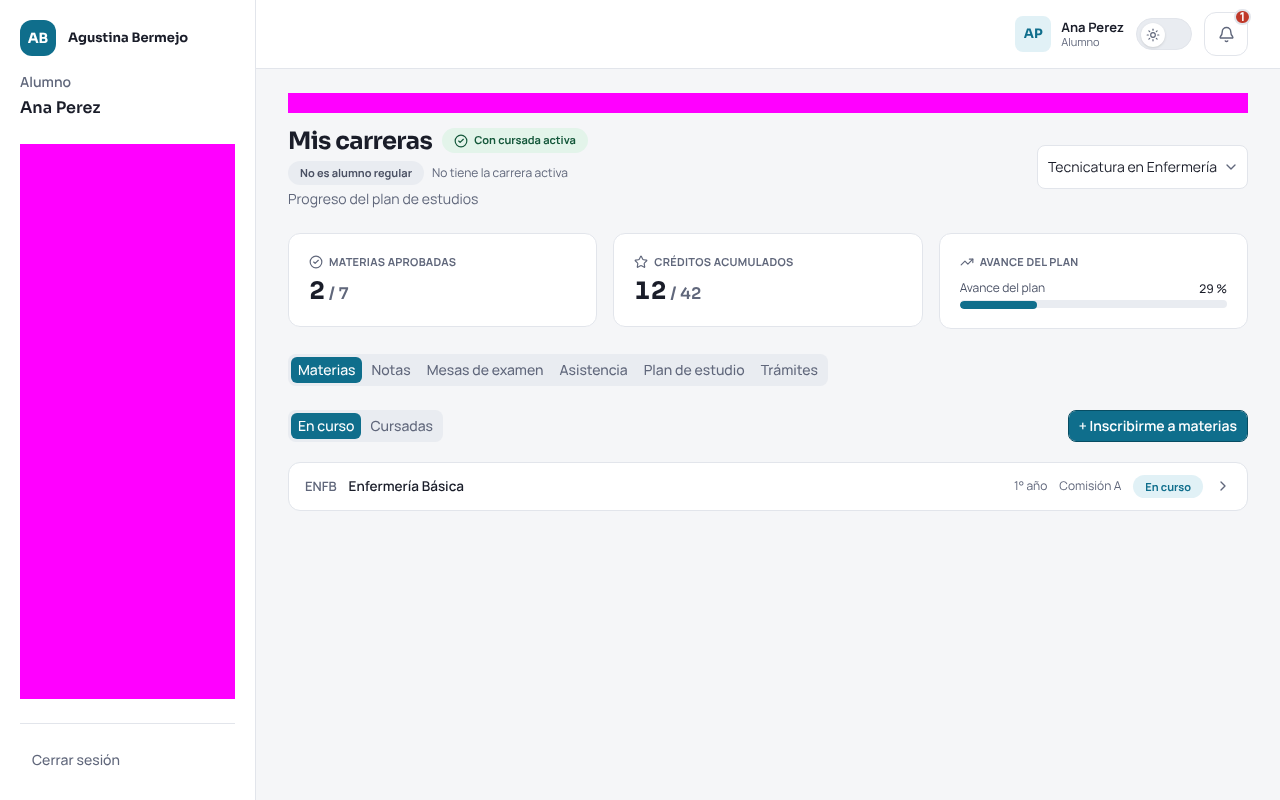 AB Agustina Bermejo
Alumno
Ana Perez
Cerrar sesión
AP Ana Perez
Alumno
1
Mis carreras Con cursada activa
No es alumno regular No tiene la carrera activa
Progreso del plan de estudios
Tecnicatura en Enfermería
MATERIAS APROBADAS
2 / 7
CRÉDITOS ACUMULADOS
12 / 42
AVANCE DEL PLAN
Avance del plan 29 %
Materias Notas Mesas de examen Asistencia Plan de estudio Trámites
En curso Cursadas
+ Inscribirme a materias
ENFB Enfermería Básica 1° año Comisión A En curso